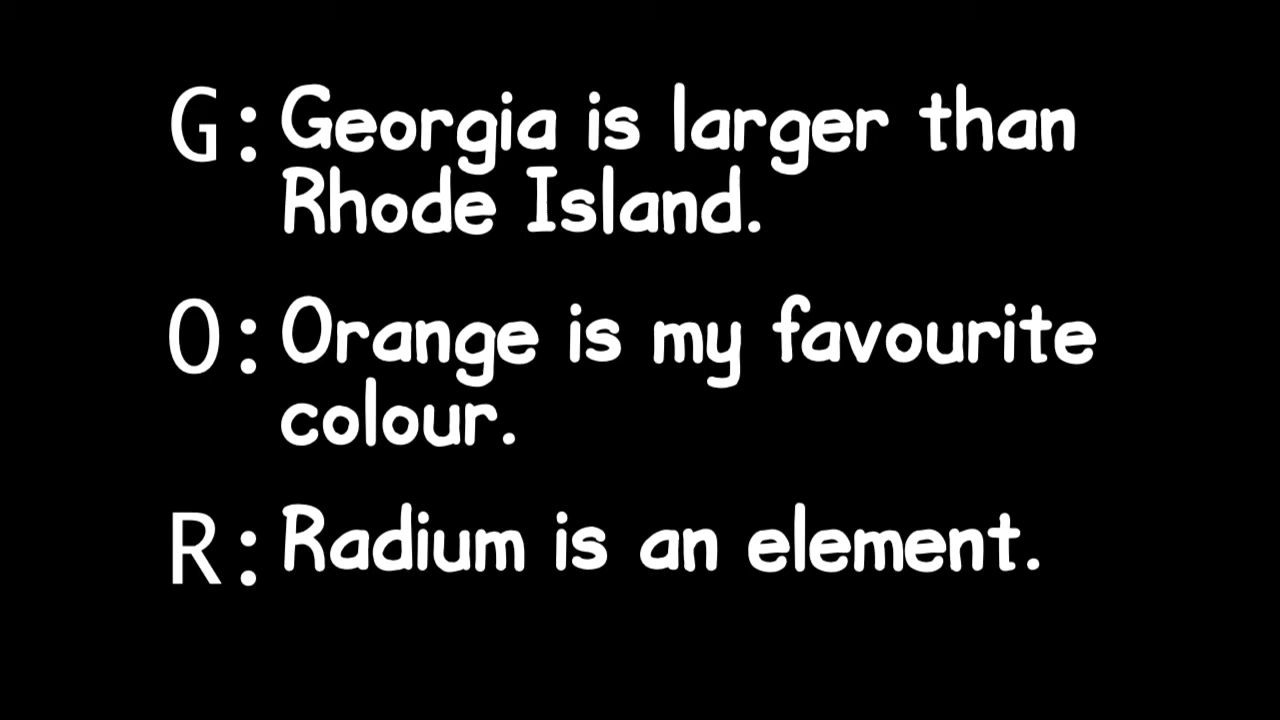 G: Georgia is larger than
Rhode Island.
O: Orange is my favourite
colour.
R: Radium is an element.